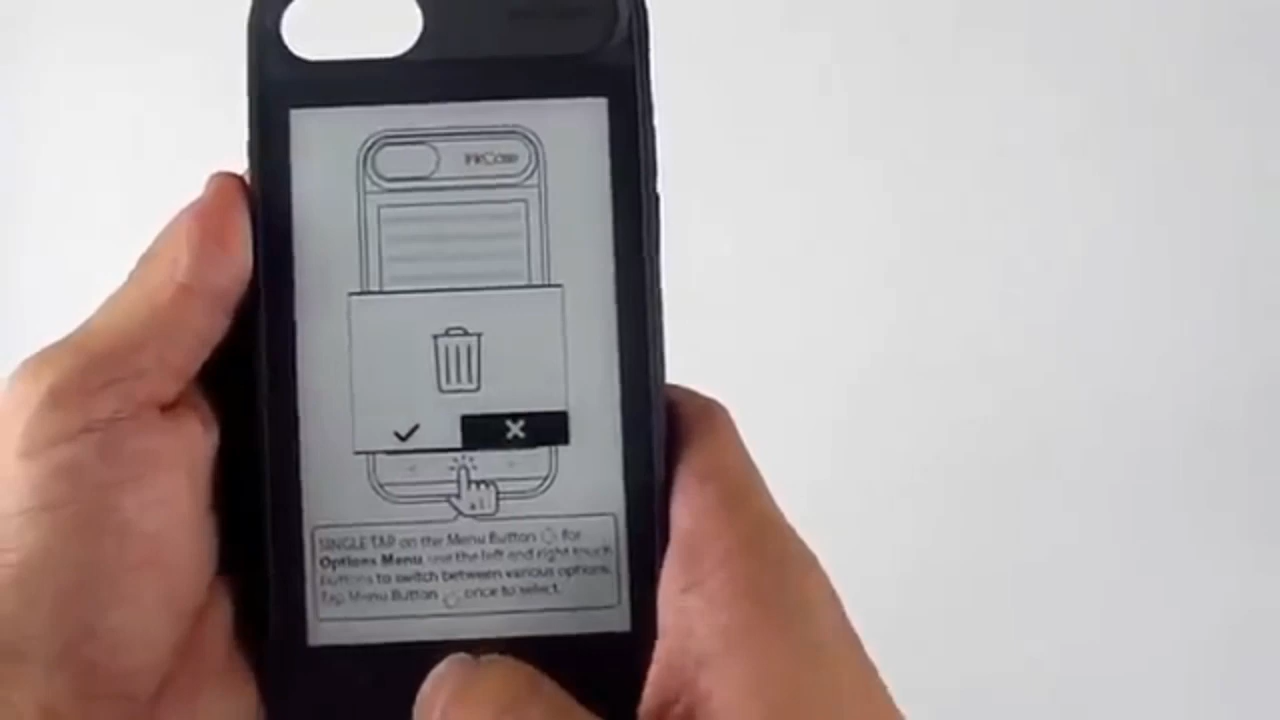 InkCase
SINGLE TAP on the Menu Button for
Options Menu use the left and right touch
buttons to switch between various options.
Tap Menu Button once to select.